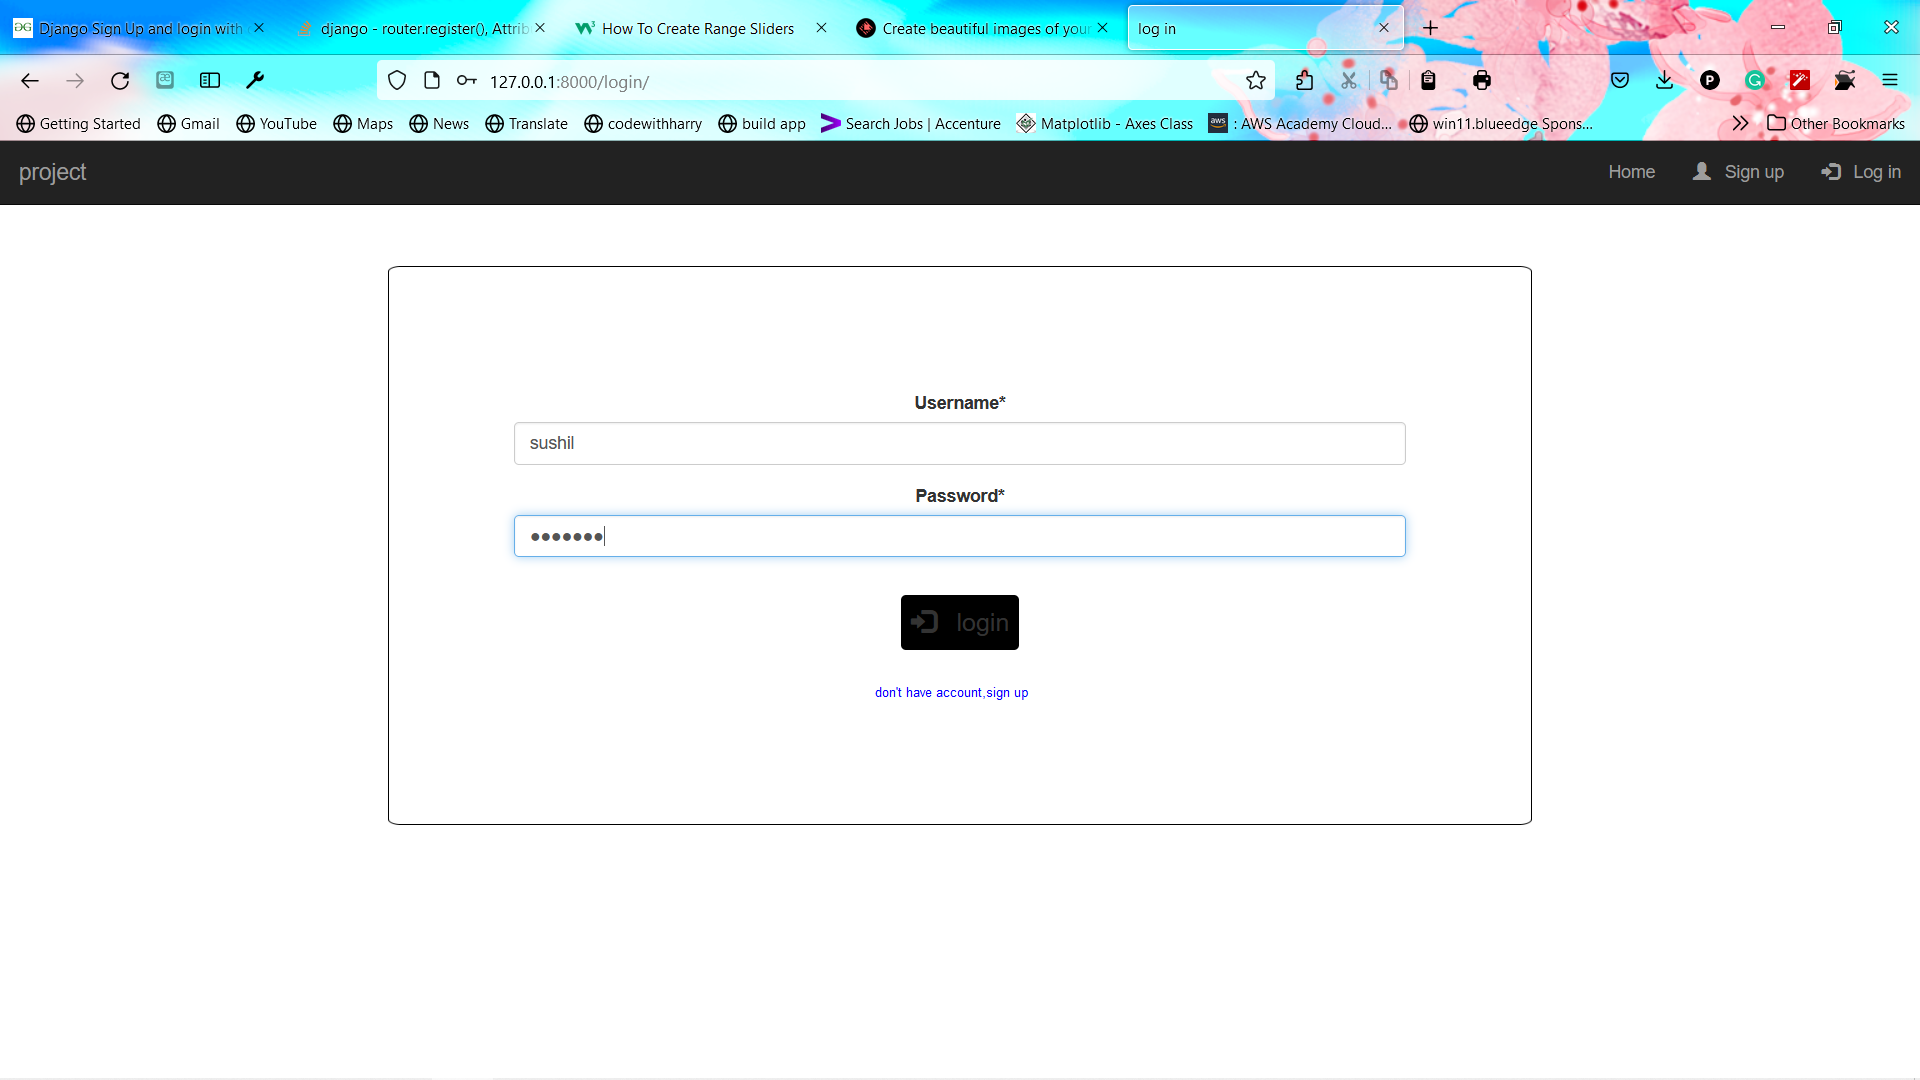 Django Sign Up and login with
django - router.register(), Attrib
How To Create Range Sliders
Create beautiful images of your
log in
127.0.0.1:8000/login/
Getting Started
Gmail
YouTube
Maps
News
Translate
codewithharry
build app
Search Jobs | Accenture
Matplotlib - Axes Class
aws : AWS Academy Cloud...
win11.blueedge Spons...
Other Bookmarks
project
Home
Sign up
Log in
Username*
sushil
Password*
•••••••
login
don't have account,sign up